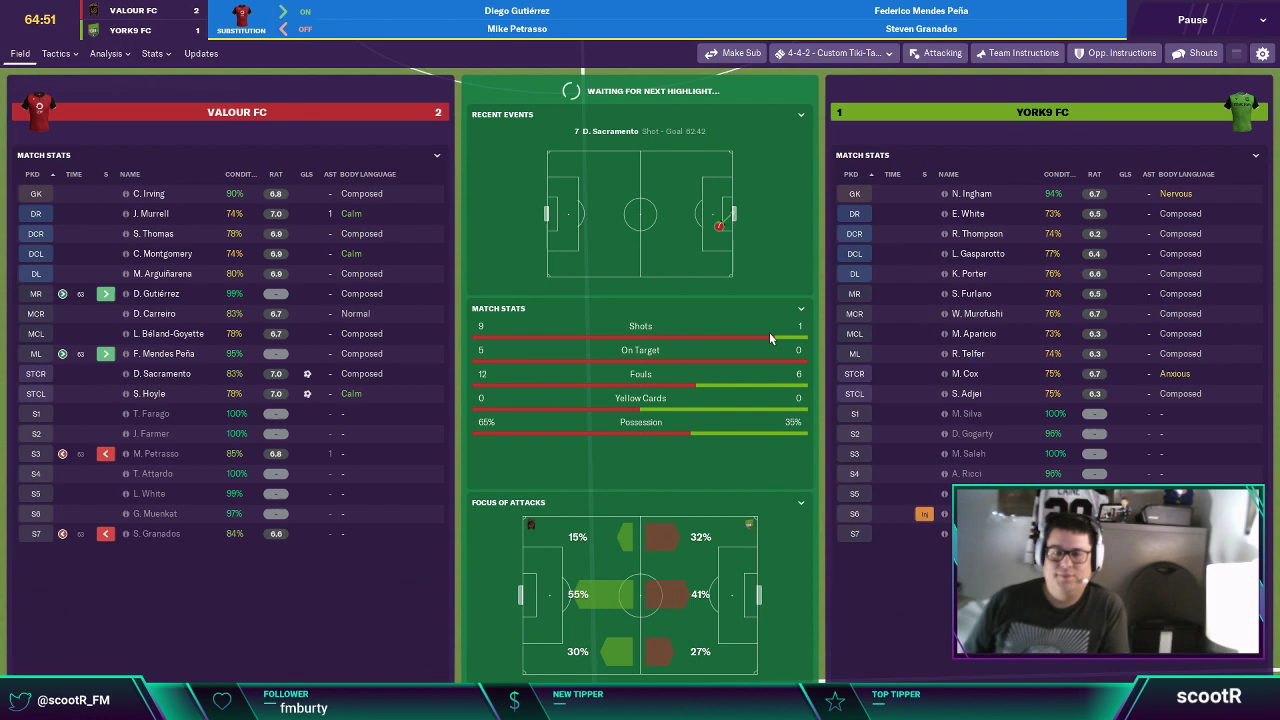 64:51
VALOUR FC 2
YORK9 FC 1
SUBSTITUTION
ON Diego Gutiérrez Federico Mendes Peña
OFF Mike Petrasso Steven Granados
Pause
Field Tactics Analysis Stats Updates
Make Sub 4-4-2 - Custom Tiki-Ta... Attacking Team Instructions Opp. Instructions Shouts
VALOUR FC 2
MATCH STATS
PKD TIME S NAME CONDIT... RAT GLS AST BODY LANGUAGE
GK C. Irving 90% 6.8 - Composed
DR J. Murrell 74% 7.0 1 Calm
DCR S. Thomas 78% 6.9 - Composed
DCL C. Montgomery 74% 6.9 - Calm
DL M. Arguiñarena 80% 6.9 - Composed
MR 63 D. Gutiérrez 99% - - Composed
MCR D. Carreiro 83% 6.7 - Normal
MCL L. Béland-Goyette 78% 6.7 - Composed
ML 63 F. Mendes Peña 95% - - Composed
STCR D. Sacramento 83% 7.0 - Composed
STCL S. Hoyle 78% 7.0 - Calm
S1 T. Farago 100% - - -
S2 J. Farmer 100% - - -
S3 63 M. Petrasso 85% 6.8 1 -
S4 T. Attardo 100% - - -
S5 L. White 99% - - -
S6 G. Muenkat 97% - - -
S7 63 S. Granados 84% 6.6 - -
WAITING FOR NEXT HIGHLIGHT...
RECENT EVENTS
7 D. Sacramento Shot - Goal 62:42
7
MATCH STATS
9 Shots 1
5 On Target 0
12 Fouls 6
0 Yellow Cards 0
65% Possession 35%
FOCUS OF ATTACKS
15% 32%
55% 41%
30% 27%
1 YORK9 FC
MATCH STATS
PKD TIME S NAME CONDIT... RAT GLS AST BODY LANGUAGE
GK N. Ingham 94% 6.7 - Nervous
DR E. White 73% 6.5 - Composed
DCR R. Thompson 74% 6.2 - Composed
DCL L. Gasparotto 77% 6.4 - Composed
DL K. Porter 76% 6.6 - Composed
MR S. Furlano 70% 6.5 - Composed
MCR W. Murofushi 76% 6.7 - Composed
MCL M. Aparicio 73% 6.3 - Composed
ML R. Telfer 74% 6.3 - Composed
STCR M. Cox 75% 6.7 - Anxious
STCL S. Adjei 75% 6.3 - Composed
S1 M. Silva 100% - - -
S2 D. Gogarty 96% - - -
S3 M. Saleh 100% - - -
S4 A. Ricci 96% - - -
S5
S6 Inj
S7
@scootR_FM
FOLLOWER
fmburty
NEW TIPPER
TOP TIPPER
scootR